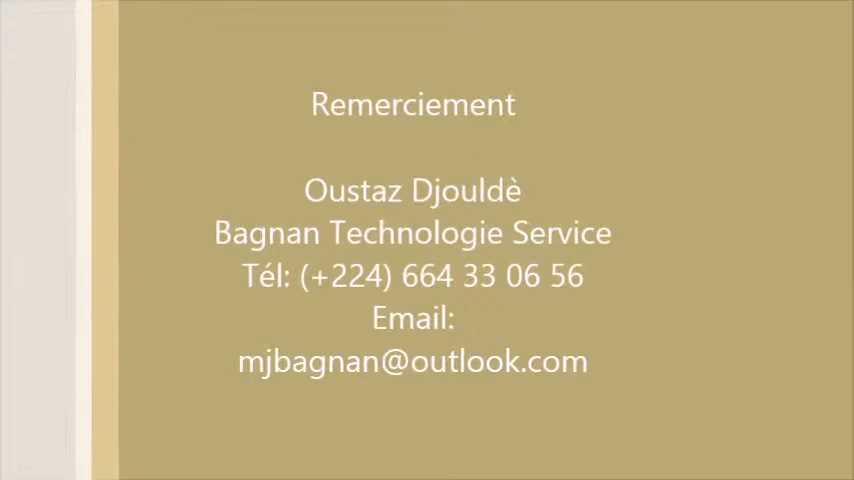 Remerciement
Oustaz Djouldè
Bagnan Technologie Service
Tél: (+224) 664 33 06 56
Email:
mjbagnan@outlook.com